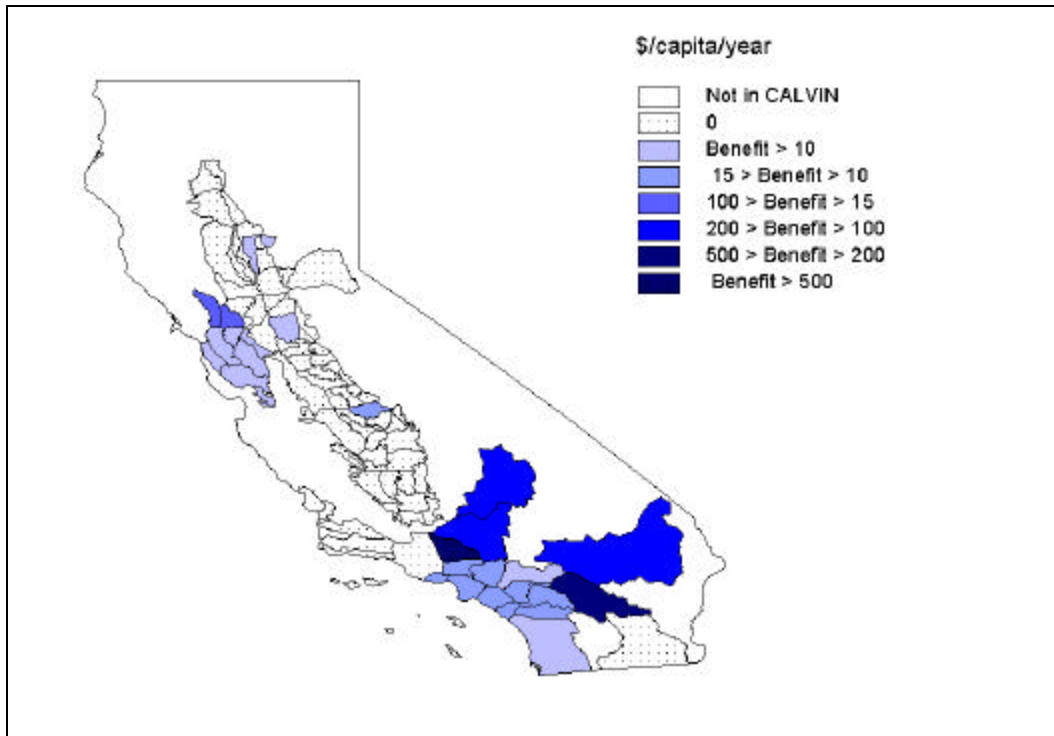 $/capita/year
Not in CALVIN
0
Benefit > 10
15 > Benefit > 10
100 > Benefit > 15
200 > Benefit > 100
500 > Benefit > 200
Benefit > 500